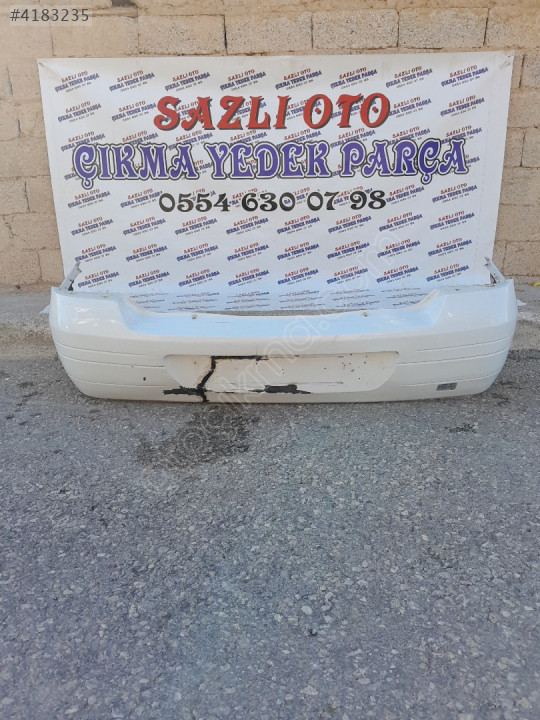 #4183235
SAZLI OTO
ÇIKMA YEDEK PARÇA
0554 630 07 98